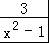 3
x² − 1